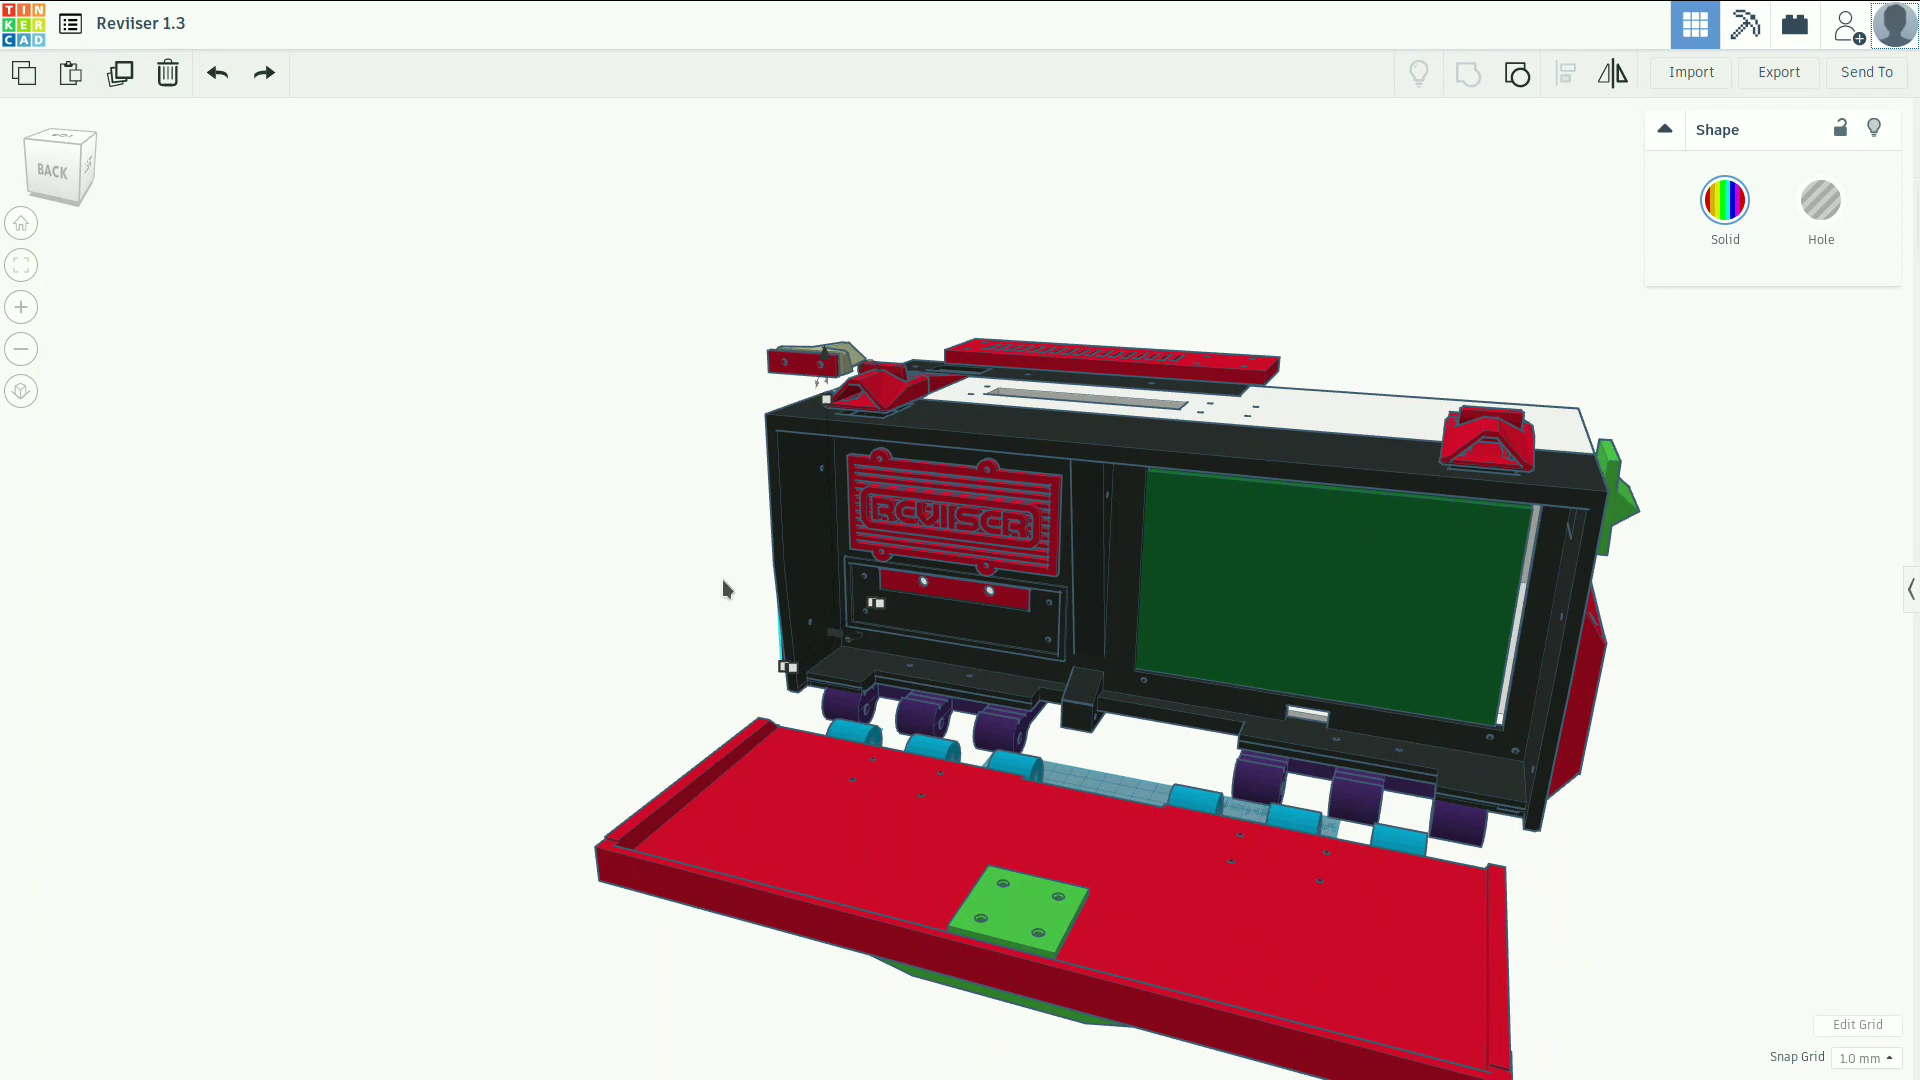 TIN
KER
CAD
Reviiser 1.3
Import
Export
Send To
TOP
BACK
Shape
Solid
Hole
REVIISER
Edit Grid
Snap Grid
1.0 mm